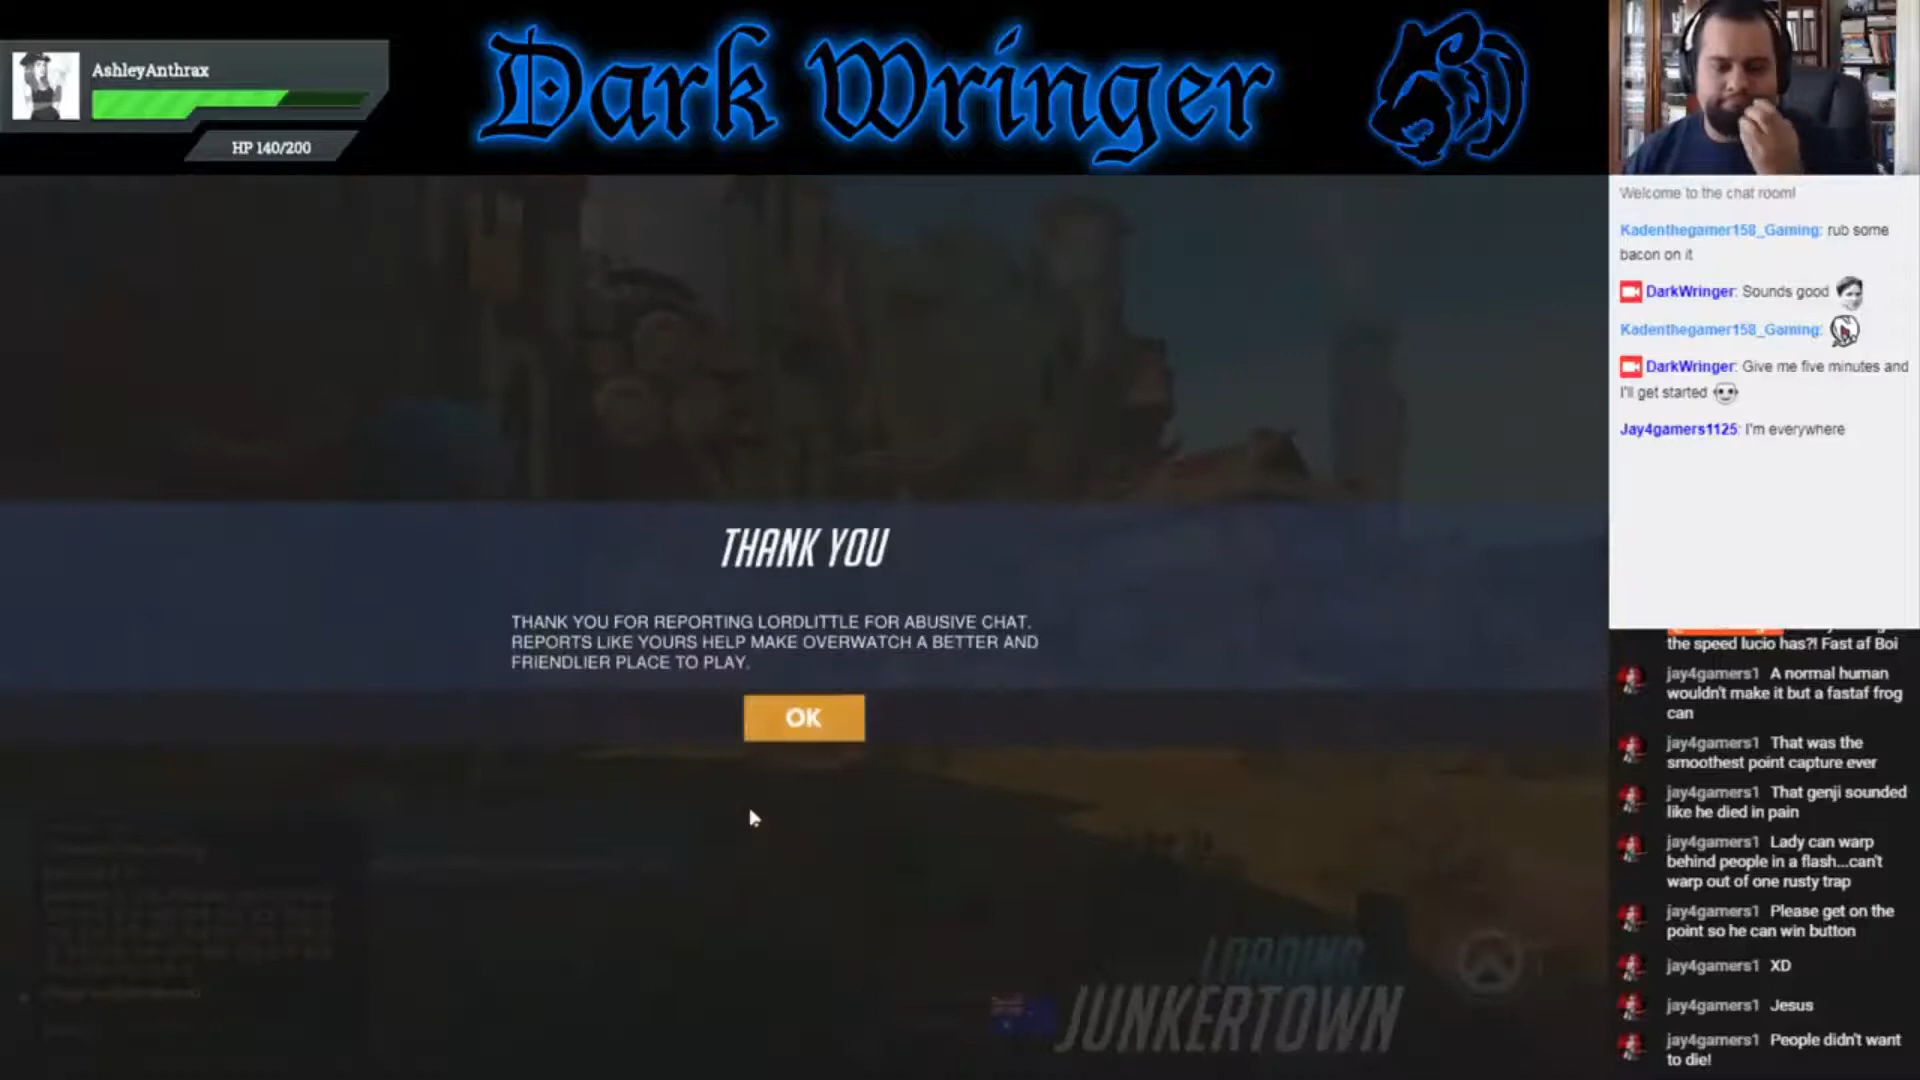 AshleyAnthrax
HP 140/200
Dark Wringer
Welcome to the chat room!
Kadenthegamer158_Gaming: rub some
bacon on it
DarkWringer: Sounds good
Kadenthegamer158_Gaming:
DarkWringer: Give me five minutes and
I'll get started
Jay4gamers1125: I'm everywhere
THANK YOU
THANK YOU FOR REPORTING LORDLITTLE FOR ABUSIVE CHAT.
REPORTS LIKE YOURS HELP MAKE OVERWATCH A BETTER AND
FRIENDLIER PLACE TO PLAY.
OK
LOADING
JUNKERTOWN
the speed lucio has?! Fast af Boi
jay4gamers1 A normal human
wouldn't make it but a fastaf frog
can
jay4gamers1 That was the
smoothest point capture ever
jay4gamers1 That genji sounded
like he died in pain
jay4gamers1 Lady can warp
behind people in a flash...can't
warp out of one rusty trap
jay4gamers1 Please get on the
point so he can win button
jay4gamers1 XD
jay4gamers1 Jesus
jay4gamers1 People didn't want
to die!